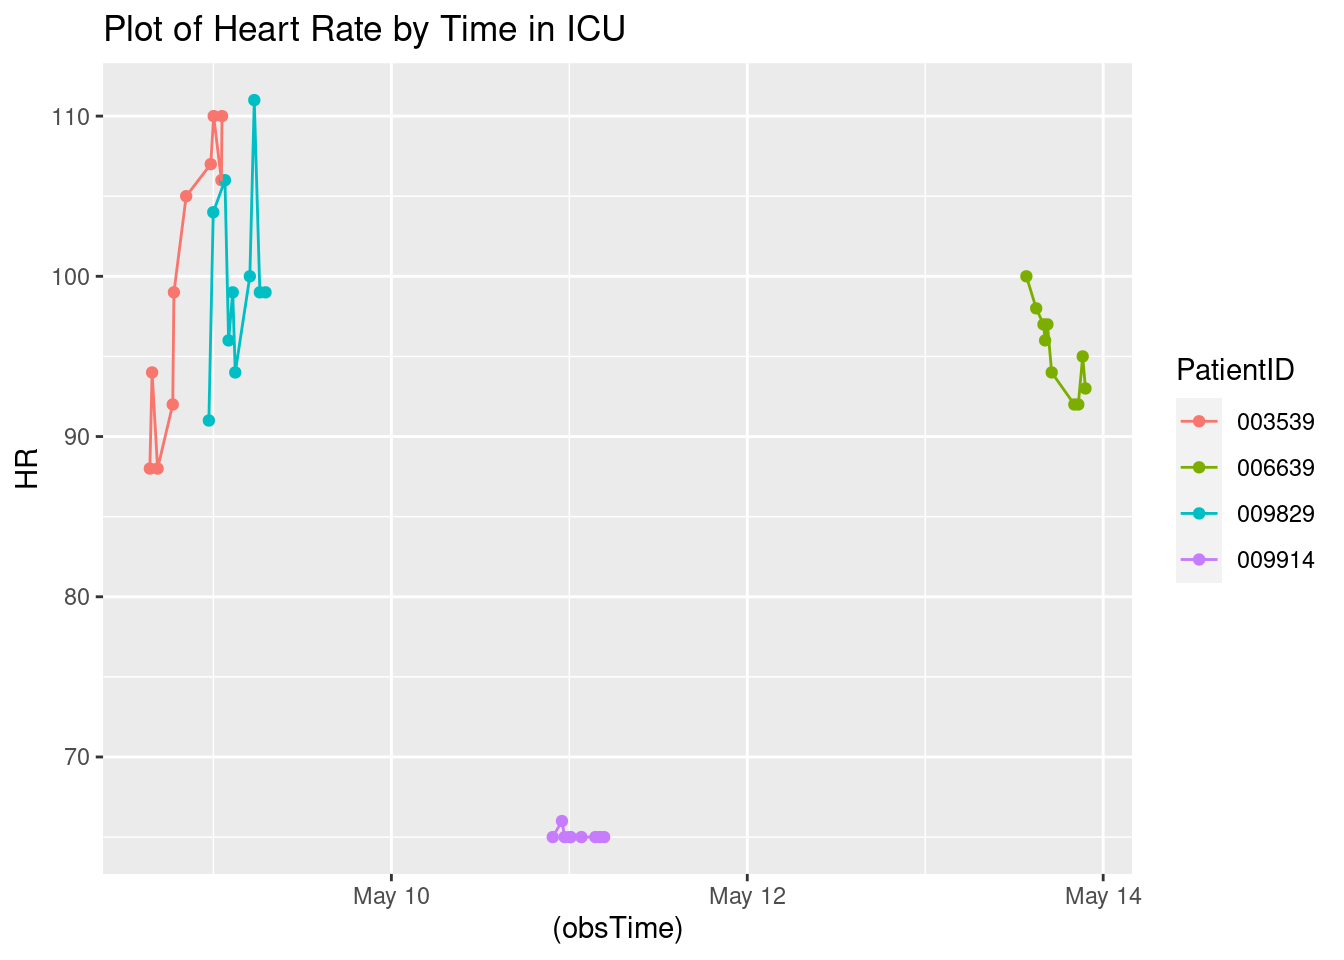 Plot of Heart Rate by Time in ICU
110
100
90
80
70
HR
May 10
May 12
May 14
(obsTime)
PatientID
003539
006639
009829
009914